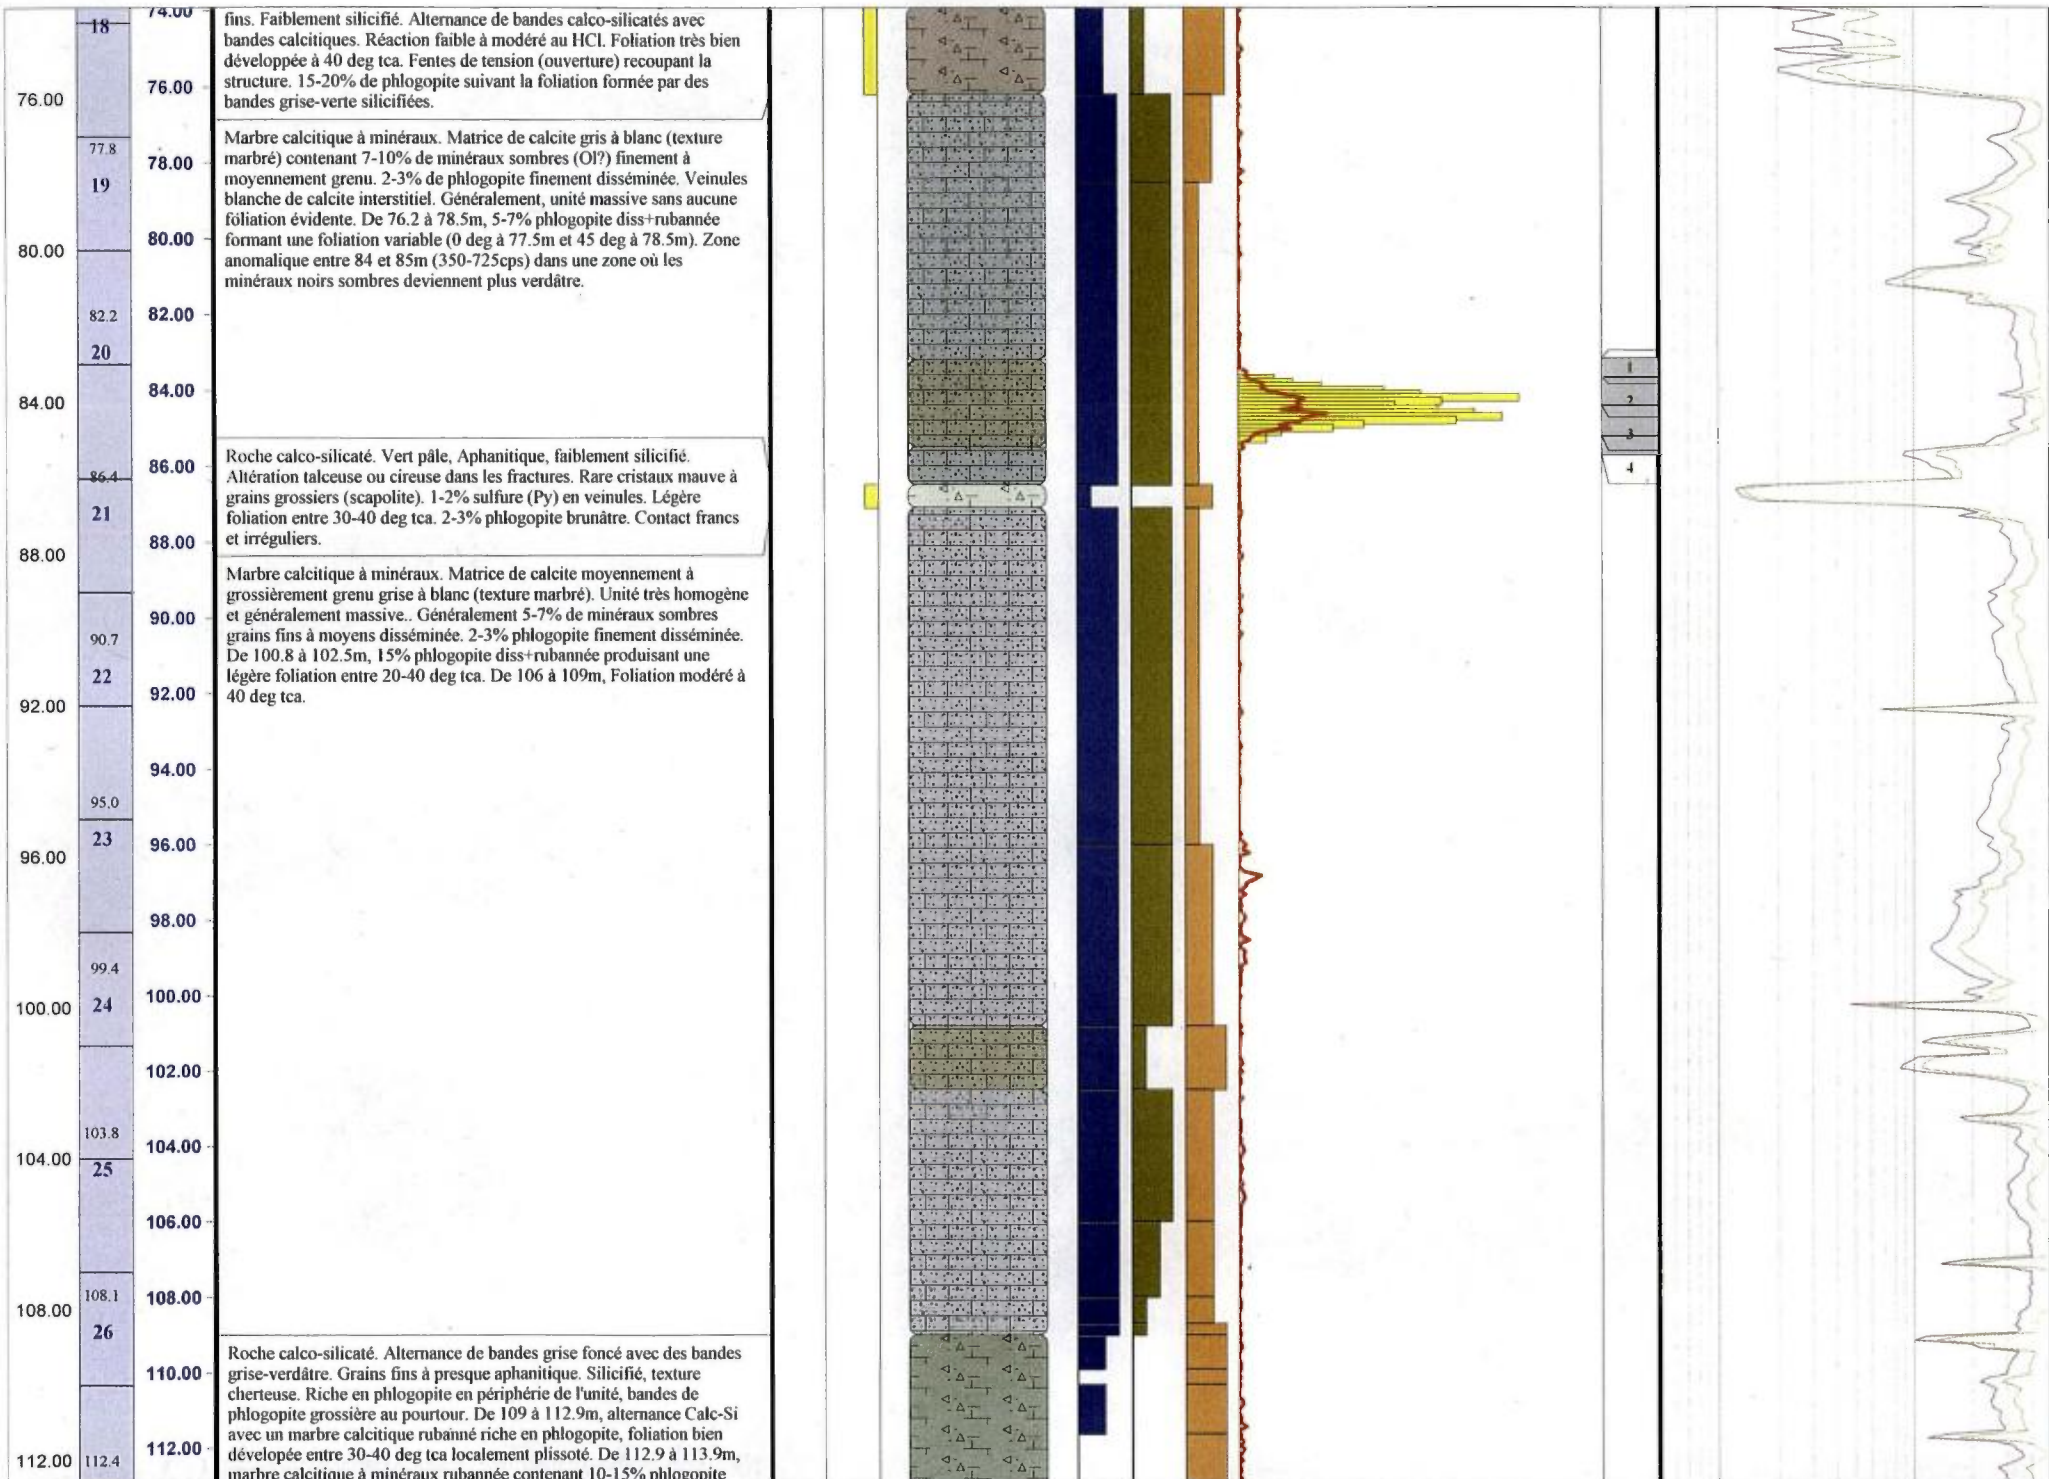 74.00
18
76.00
76.00
77.8
78.00
19
80.00
80.00
82.2
82.00
20
84.00
84.00
86.4
86.00
21
88.00
88.00
90.00
90.7
22
92.00
92.00
94.00
95.0
23
96.00
96.00
98.00
99.4
24
100.00
100.00
102.00
103.8
104.00
104.00
25
106.00
108.1
108.00
108.00
26
110.00
112.00
112.00
112.4
fins. Faiblement silicifié. Alternance de bandes calco-silicatés avec
bandes calcitiques. Réaction faible à modéré au HCl. Foliation très bien
développée à 40 deg tca. Fentes de tension (ouverture) recoupant la
structure. 15-20% de phlogopite suivant la foliation formée par des
bandes grise-verte silicifiées.
Marbre calcitique à minéraux. Matrice de calcite gris à blanc (texture
marbré) contenant 7-10% de minéraux sombres (Ol?) finement à
moyennement grenu. 2-3% de phlogopite finement disséminée. Veinules
blanche de calcite interstitiel. Généralement, unité massive sans aucune
foliation évidente. De 76.2 à 78.5m, 5-7% phlogopite diss+rubannée
formant une foliation variable (0 deg à 77.5m et 45 deg à 78.5m). Zone
anomalique entre 84 et 85m (350-725cps) dans une zone où les
minéraux noirs sombres deviennent plus verdâtre.
Roche calco-silicaté. Vert pâle, Aphanitique, faiblement silicifié.
Altération talceuse ou cireuse dans les fractures. Rare cristaux mauve à
grains grossiers (scapolite). 1-2% sulfure (Py) en veinules. Légère
foliation entre 30-40 deg tca. 2-3% phlogopite brunâtre. Contact francs
et irréguliers.
Marbre calcitique à minéraux. Matrice de calcite moyennement à
grossièrement grenu grise à blanc (texture marbré). Unité très homogène
et généralement massive.. Généralement 5-7% de minéraux sombres
grains fins à moyens disséminée. 2-3% phlogopite finement disséminée.
De 100.8 à 102.5m, 15% phlogopite diss+rubannée produisant une
légère foliation entre 20-40 deg tca. De 106 à 109m, Foliation modéré à
40 deg tca.
Roche calco-silicaté. Alternance de bandes grise foncé avec des bandes
grise-verdâtre. Grains fins à presque aphanitique. Silicifié, texture
cherteuse. Riche en phlogopite en périphérie de l'unité, bandes de
phlogopite grossière au pourtour. De 109 à 112.9m, alternance Calc-Si
avec un marbre calcitique rubanné riche en phlogopite, foliation bien
dévelopée entre 30-40 deg tca localement plissoté. De 112.9 à 113.9m,
marbre calcitique à minéraux rubannée contenant 10-15% phlogopite
1
2
3
4